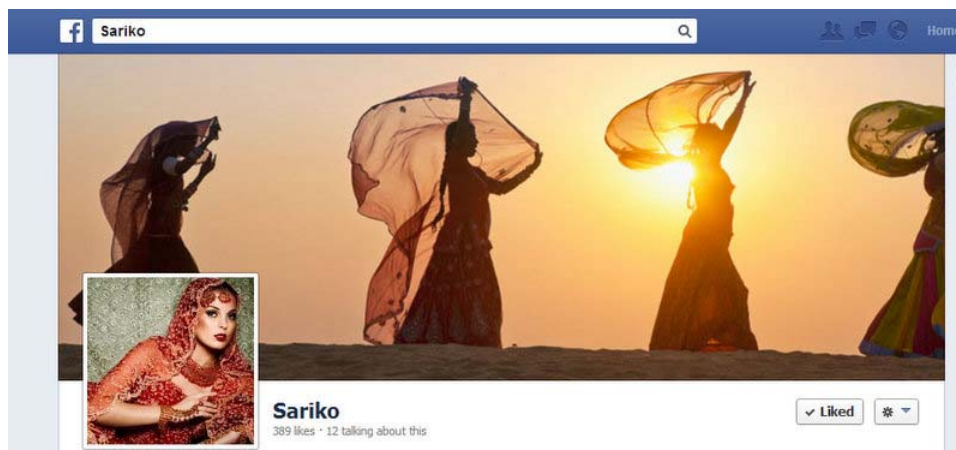 f Sariko
Home
Sariko
389 likes · 12 talking about this
✓ Liked